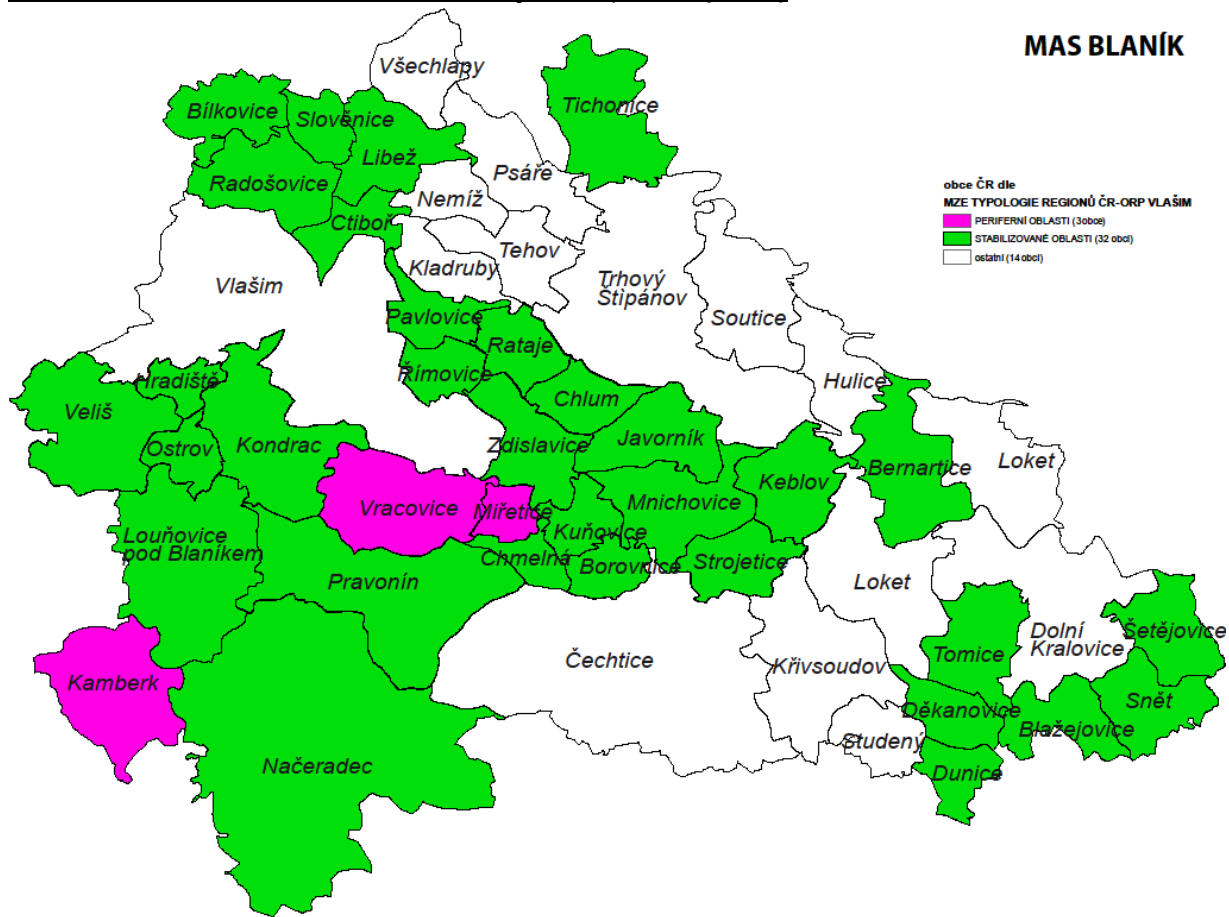 MAS BLANÍK
Všechlapy
Tichonice
Bílkovice
Slověnice
Libež
Psáře
Radošovice
Nemíž
obce ČR dle
MZE TYPOLOGIE REGIONŮ ČR-ORP VLAŠIM
PERIFERNÍ OBLASTI (3obce)
STABILIZOVANÉ OBLASTI (32 obcí)
ostatní (14 obcí)
Ctiboř
Tehov
Kladruby
Vlašim
Trhový
Štipánov
Pavlovice
Soutice
Rataje
Římovice
Hradiště
Hulice
Chlum
Veliš
Ostrov
Kondrac
Zdislavice
Javorník
Loket
Bernartice
Keblov
Vracovice
Miřetice
Mnichovice
Louňovice
pod Blaníkem
Kuňovice
Chmelná
Borovnice
Strojetice
Pravonín
Loket
Dolní
Kralovice
Šetějovice
Čechtice
Křivsoudov
Tomice
Kamberk
Snět
Děkanovice
Blažejovice
Studený
Načeradec
Dunice